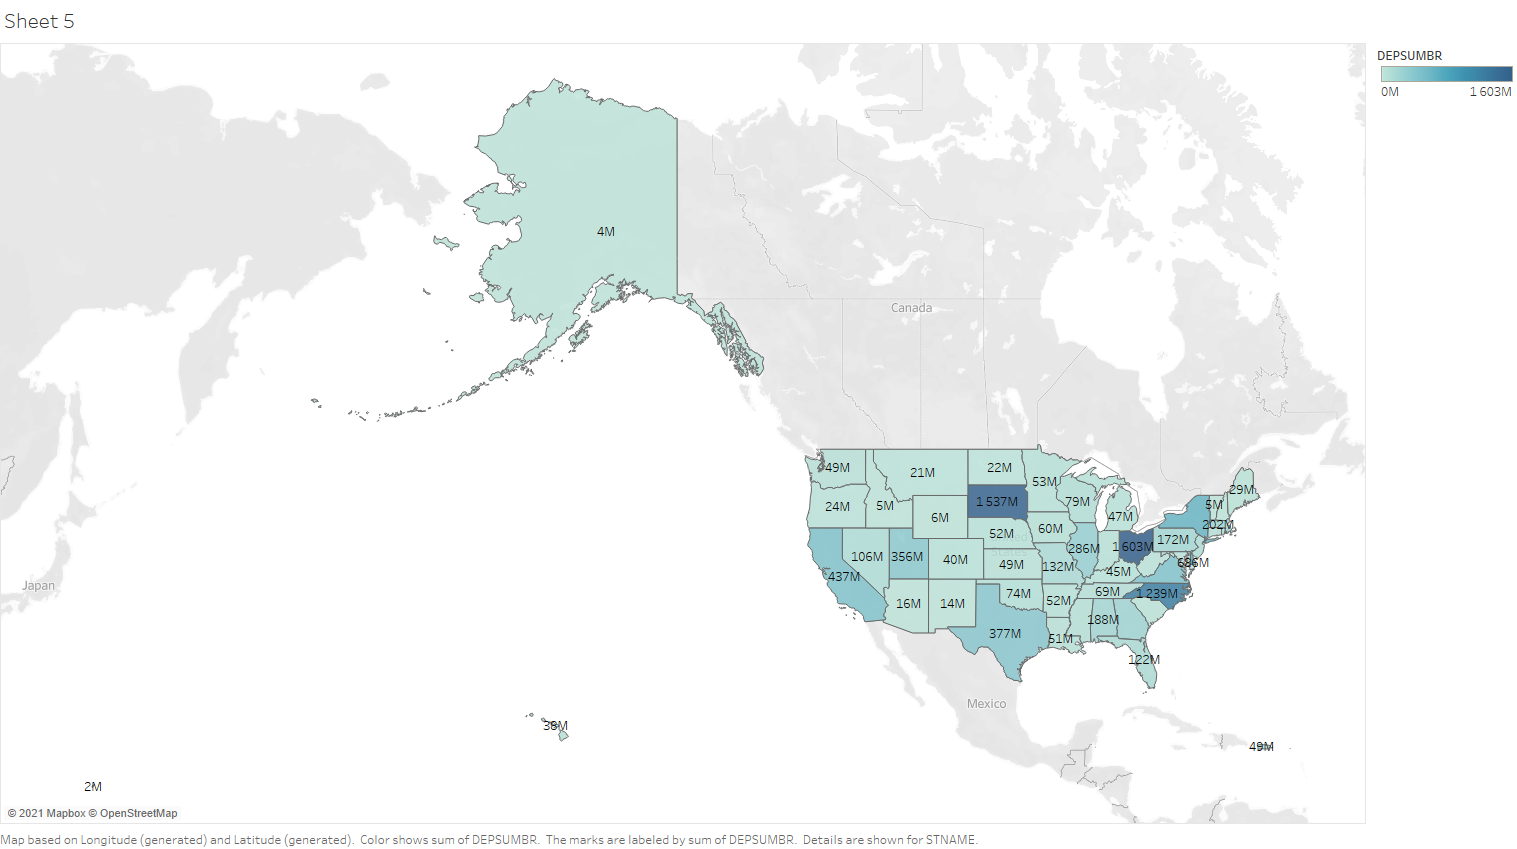 Sheet 5
DEPSUMBR
0M 1 603M
4M
Canada
49M 21M 22M 53M 29M
24M 5M 6M 1 537M 79M 47M 5M
52M 60M 202M
106M 356M 40M 49M 132M 286M 1 603M 172M
437M 45M 686M
16M 14M 74M 52M 69M 1 239M
377M 51M 188M
122M
Japan
Mexico
38M
49M
2M
© 2021 Mapbox © OpenStreetMap
Map based on Longitude (generated) and Latitude (generated). Color shows sum of DEPSUMBR. The marks are labeled by sum of DEPSUMBR. Details are shown for STNAME.